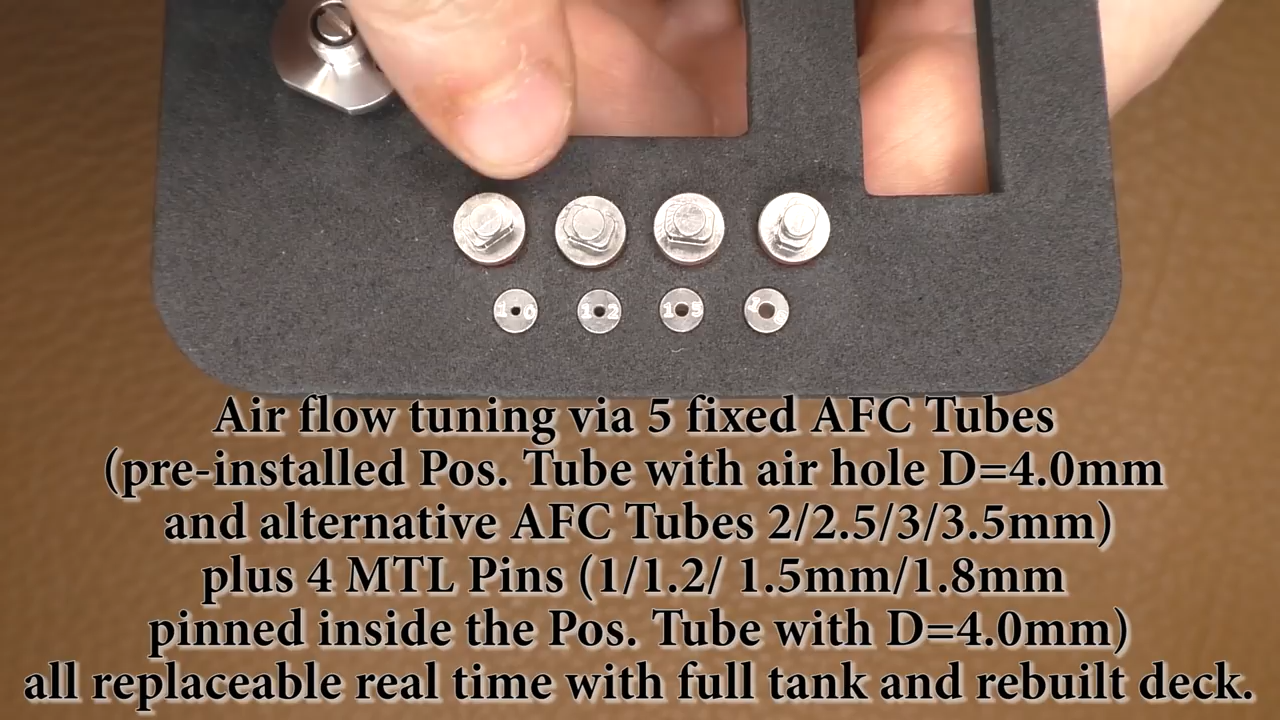 1 0
1 2
1 5
1 8
Air flow tuning via 5 fixed AFC Tubes
(pre-installed Pos. Tube with air hole D=4.0mm
and alternative AFC Tubes 2/2.5/3/3.5mm)
plus 4 MTL Pins (1/1.2/ 1.5mm/1.8mm
pinned inside the Pos. Tube with D=4.0mm)
all replaceable real time with full tank and rebuilt deck.